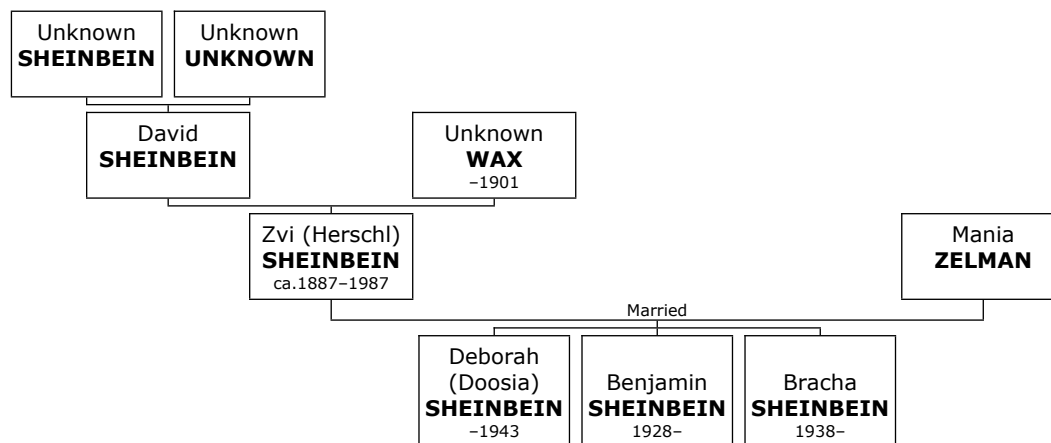 Unknown
SHEINBEIN
Unknown
UNKNOWN
David
SHEINBEIN
Unknown
WAX
–1901
Zvi (Herschl)
SHEINBEIN
ca.1887–1987
Mania
ZELMAN
Married
Deborah
(Doosia)
SHEINBEIN
–1943
Benjamin
SHEINBEIN
1928–
Bracha
SHEINBEIN
1938–